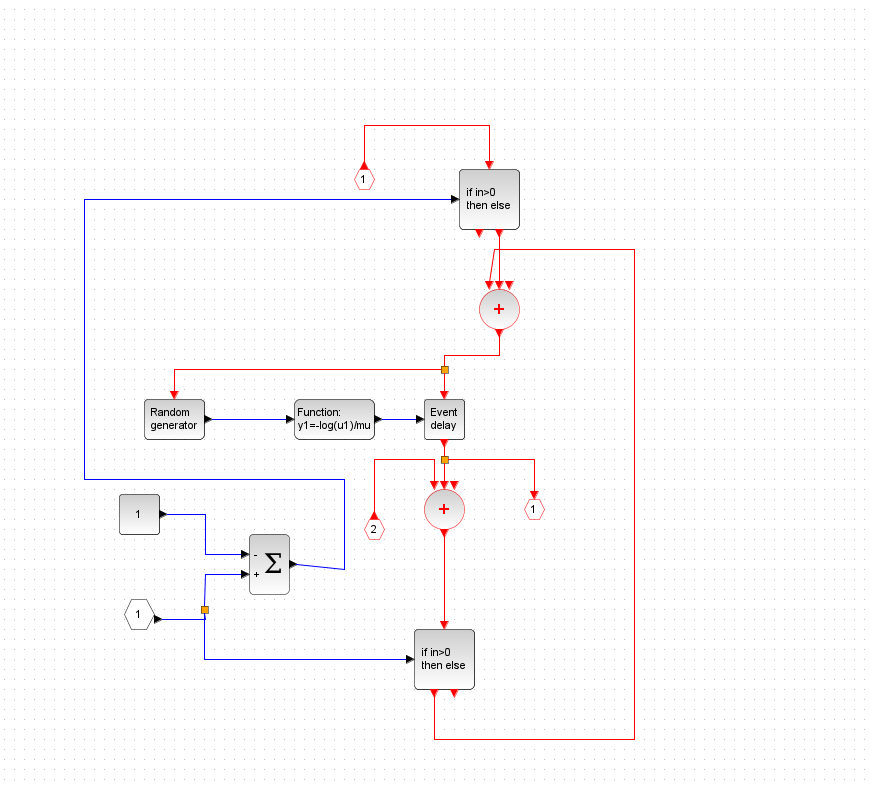 1
if in>0
then else
+
Random
generator
Function:
y1=-log(u1)/mu
Event
delay
1
-
+
Σ
2
+
1
1
if in>0
then else